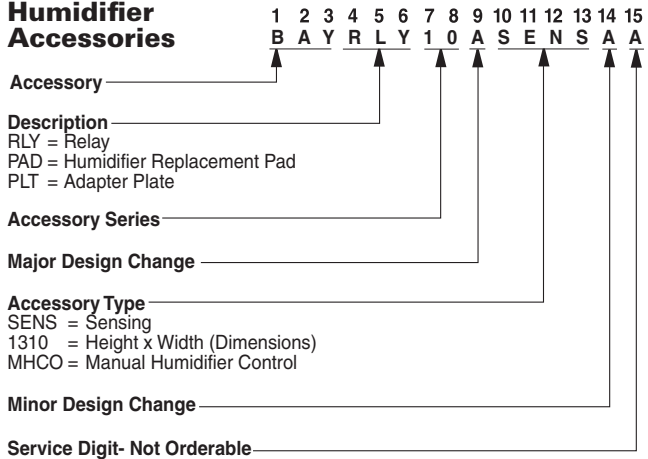 Humidifier
Accessories
1 2 3 4 5 6 7 8 9 10 11 12 13 14 15
B A Y R L Y 1 0 A S E N S A A
Accessory
Description
RLY = Relay
PAD = Humidifier Replacement Pad
PLT = Adapter Plate
Accessory Series
Major Design Change
Accessory Type
SENS = Sensing
1310 = Height x Width (Dimensions)
MHCO = Manual Humidifier Control
Minor Design Change
Service Digit- Not Orderable